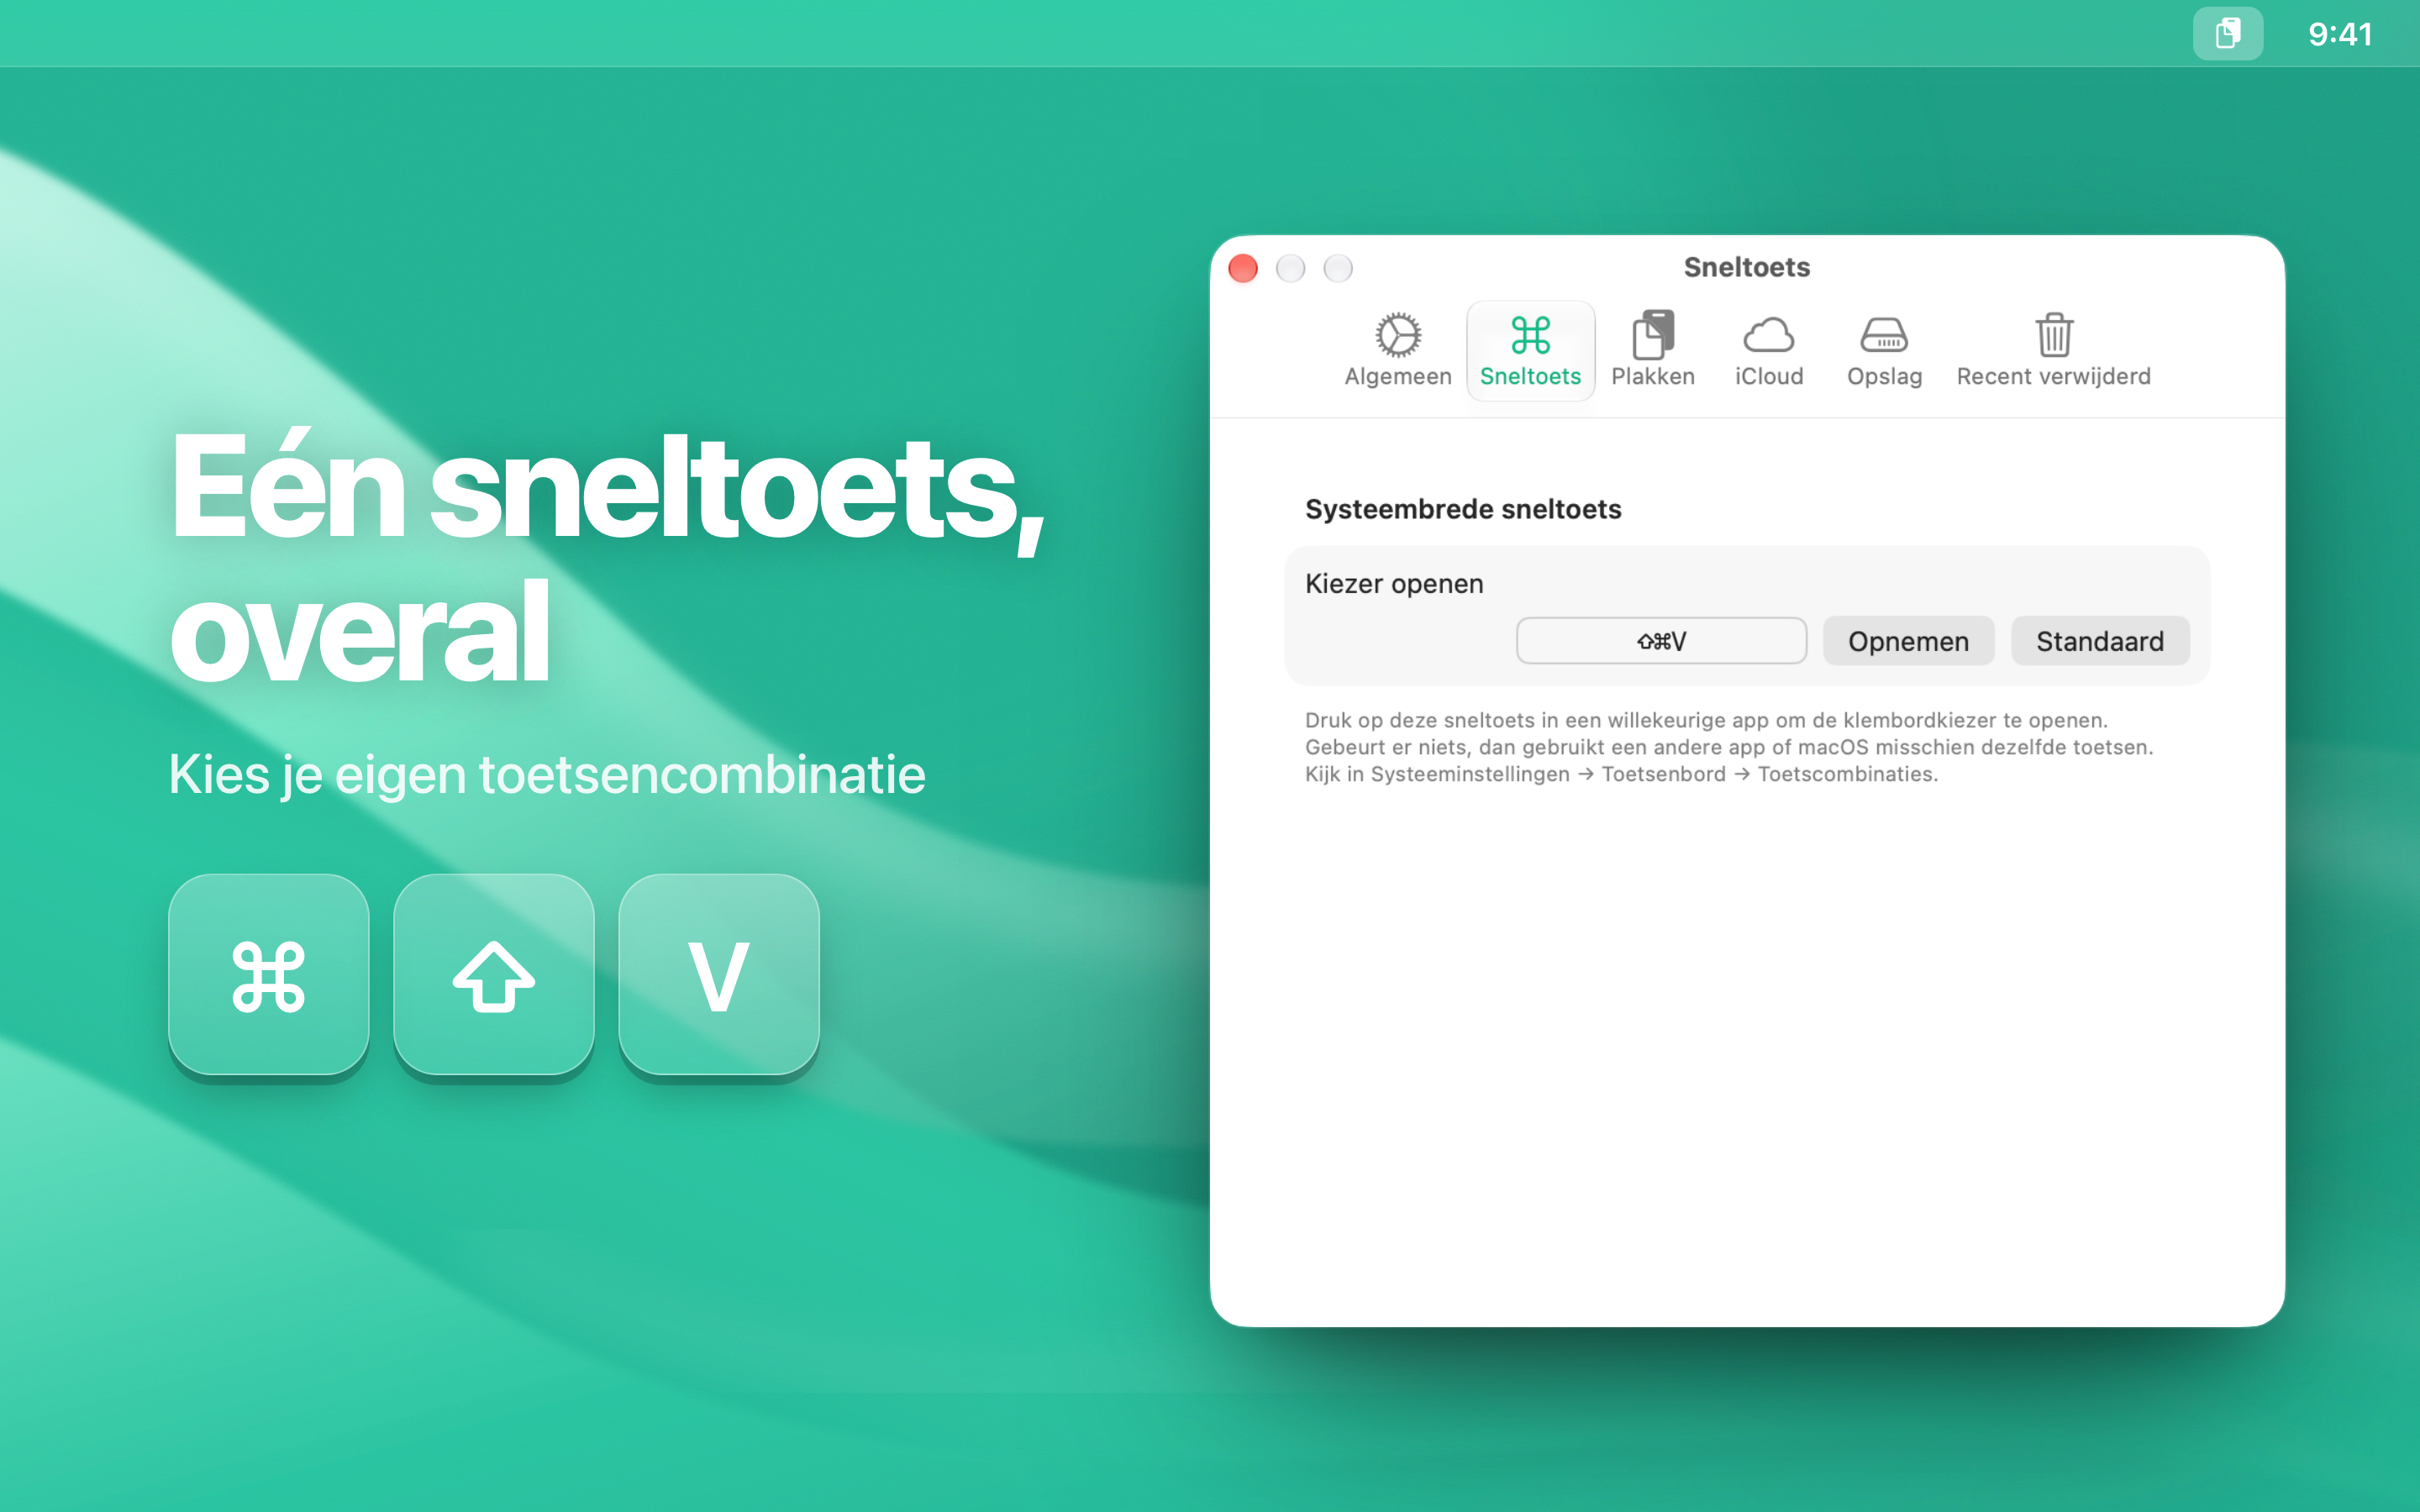 9:41
Eén sneltoets,
overal
Kies je eigen toetsencombinatie
⌘ ⇧ V
Sneltoets
Algemeen Sneltoets Plakken iCloud Opslag Recent verwijderd
Systeembrede sneltoets
Kiezer openen
⇧⌘V Opnemen Standaard
Druk op deze sneltoets in een willekeurige app om de klembordkiezer te openen.
Gebeurt er niets, dan gebruikt een andere app of macOS misschien dezelfde toetsen.
Kijk in Systeeminstellingen → Toetsenbord → Toetscombinaties.